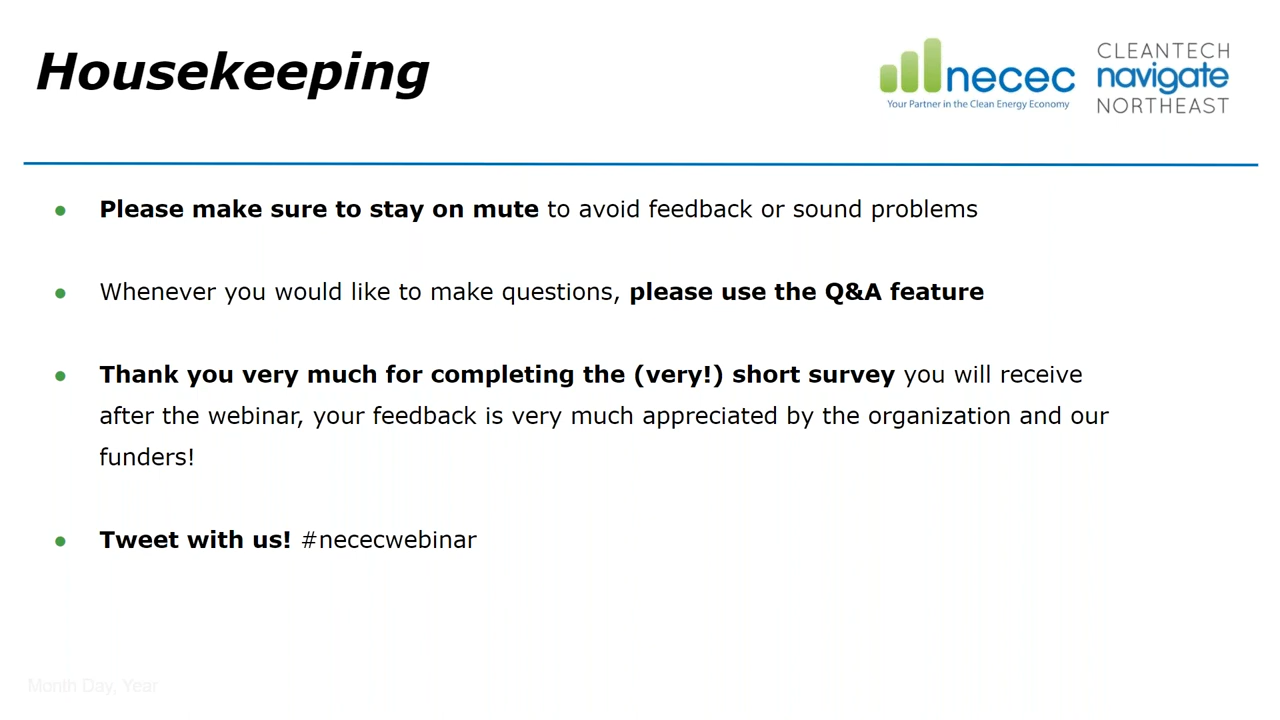 Housekeeping
necec
Your Partner in the Clean Energy Economy
CLEANTECH
navigate
NORTHEAST
● Please make sure to stay on mute to avoid feedback or sound problems
● Whenever you would like to make questions, please use the Q&A feature
● Thank you very much for completing the (very!) short survey you will receive
after the webinar, your feedback is very much appreciated by the organization and our
funders!
● Tweet with us! #nececwebinar
Month Day, Year